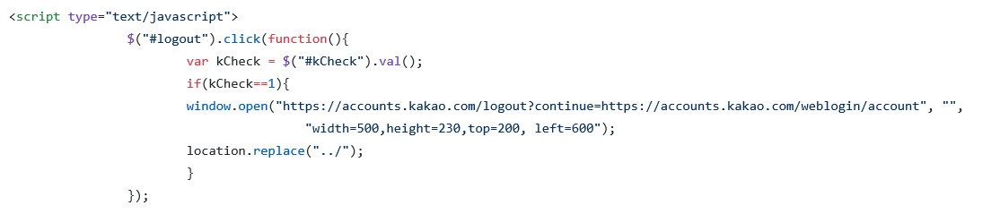 <script type="text/javascript">
$("#logout").click(function(){
var kCheck = $("#kCheck").val();
if(kCheck==1){
window.open("https://accounts.kakao.com/logout?continue=https://accounts.kakao.com/weblogin/account", "",
"width=500,height=230,top=200, left=600");
location.replace("../");
}
});